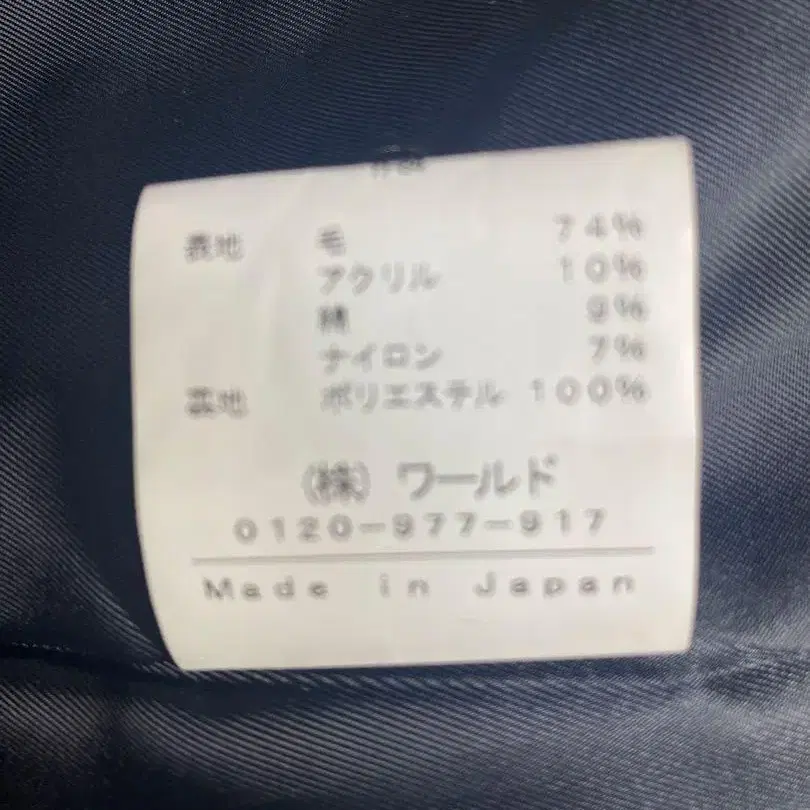 表地 毛 74%
アクリル 10%
綿 9%
ナイロン 7%
裏地 ポリエステル 100%
(株) ワールド
0120-977-917
Made in Japan